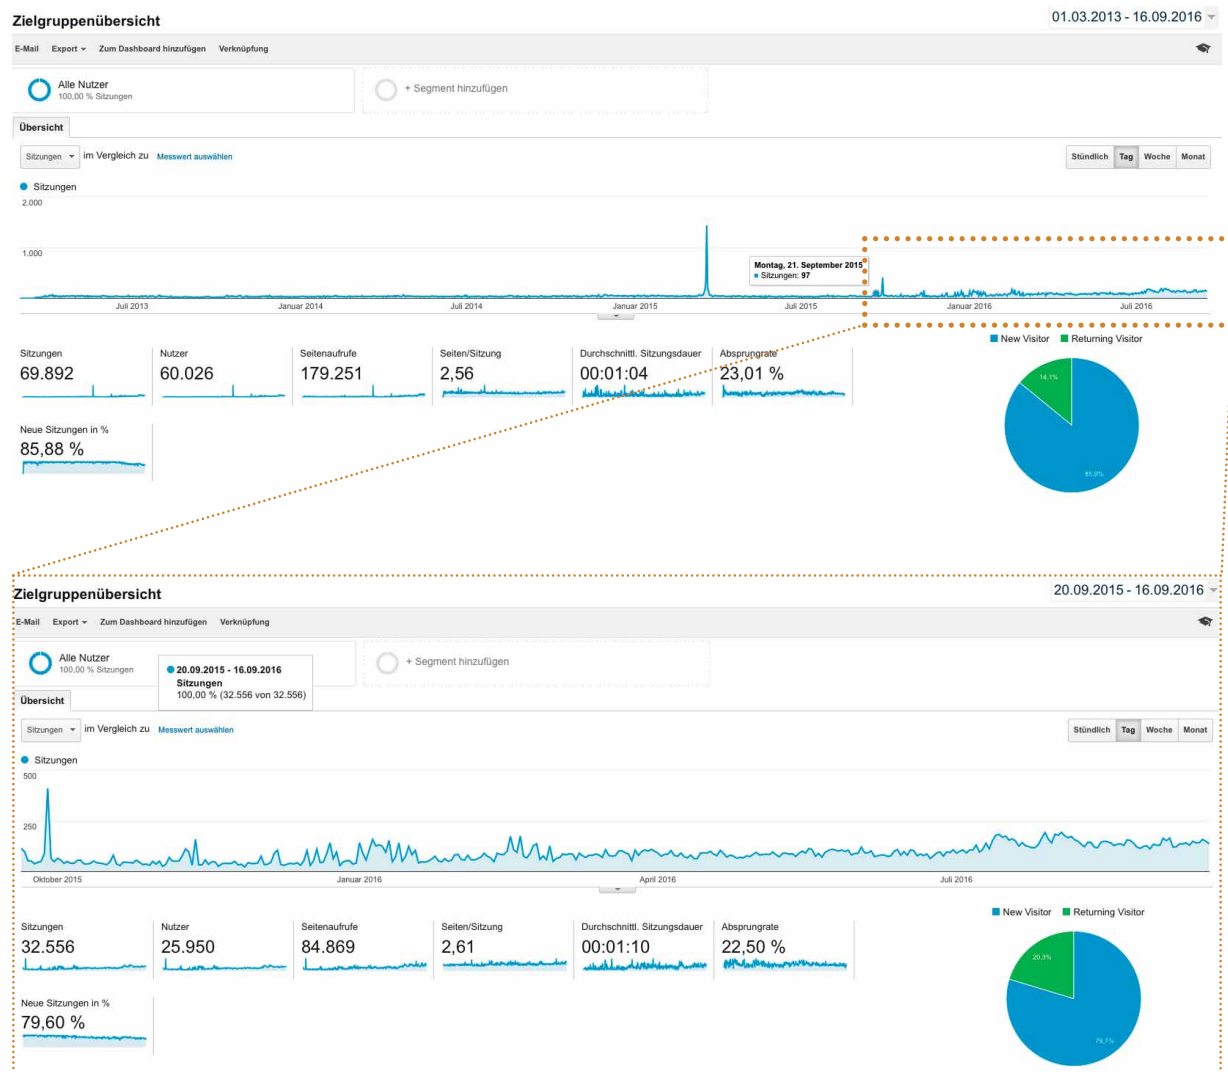 Zielgruppenübersicht
01.03.2013 - 16.09.2016
E-Mail Export Zum Dashboard hinzufügen Verknüpfung
Alle Nutzer
100,00 % Sitzungen
+ Segment hinzufügen
Übersicht
Sitzungen im Vergleich zu Messwert auswählen
Stündlich Tag Woche Monat
Sitzungen
2.000
1.000
Montag, 21. September 2015
Sitzungen: 97
Juli 2013 Januar 2014 Juli 2014 Januar 2015 Juli 2015 Januar 2016 Juli 2016
New Visitor Returning Visitor
Sitzungen Nutzer Seitenaufrufe Seiten/Sitzung Durchschnittl. Sitzungsdauer Absprungrate
69.892 60.026 179.251 2,56 00:01:04 23,01 %
14,1%
85,9%
Neue Sitzungen in %
85,88 %
Zielgruppenübersicht
20.09.2015 - 16.09.2016
E-Mail Export Zum Dashboard hinzufügen Verknüpfung
Alle Nutzer
100,00 % Sitzungen
20.09.2015 - 16.09.2016
Sitzungen
100,00 % (32.556 von 32.556)
+ Segment hinzufügen
Übersicht
Sitzungen im Vergleich zu Messwert auswählen
Stündlich Tag Woche Monat
Sitzungen
500
250
Oktober 2015 Januar 2016 April 2016 Juli 2016
New Visitor Returning Visitor
Sitzungen Nutzer Seitenaufrufe Seiten/Sitzung Durchschnittl. Sitzungsdauer Absprungrate
32.556 25.950 84.869 2,61 00:01:10 22,50 %
20,3%
79,7%
Neue Sitzungen in %
79,60 %